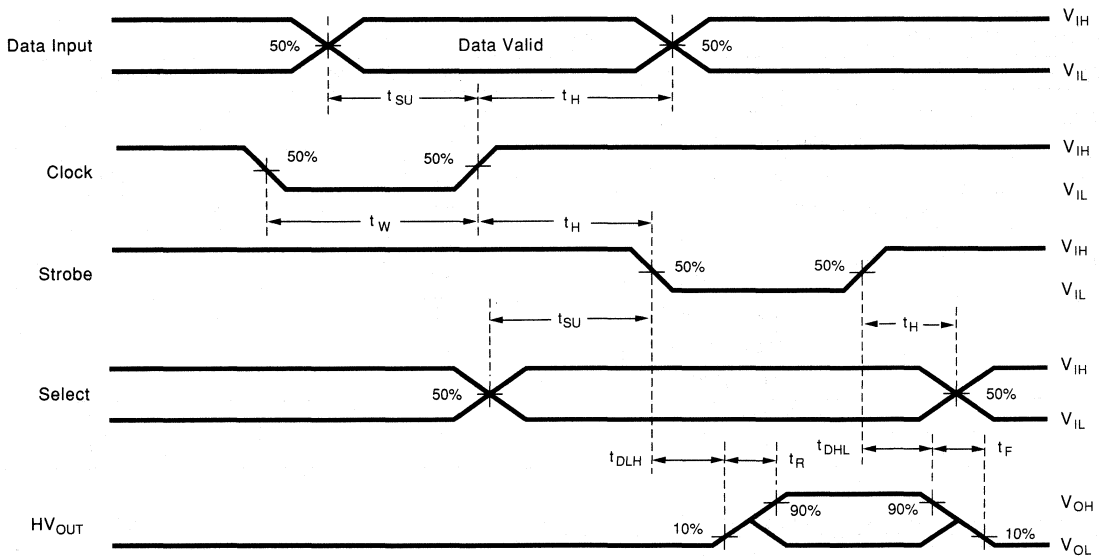 V_IH
Data Input 50% Data Valid 50%
V_IL
t_SU t_H
50% 50% V_IH
Clock
V_IL
t_W t_H
V_IH
Strobe 50% 50%
V_IL
t_SU t_H
V_IH
Select 50% 50%
V_IL
t_DLH t_R t_DHL t_F
90% 90% V_OH
HV_OUT 10% 10%
V_OL